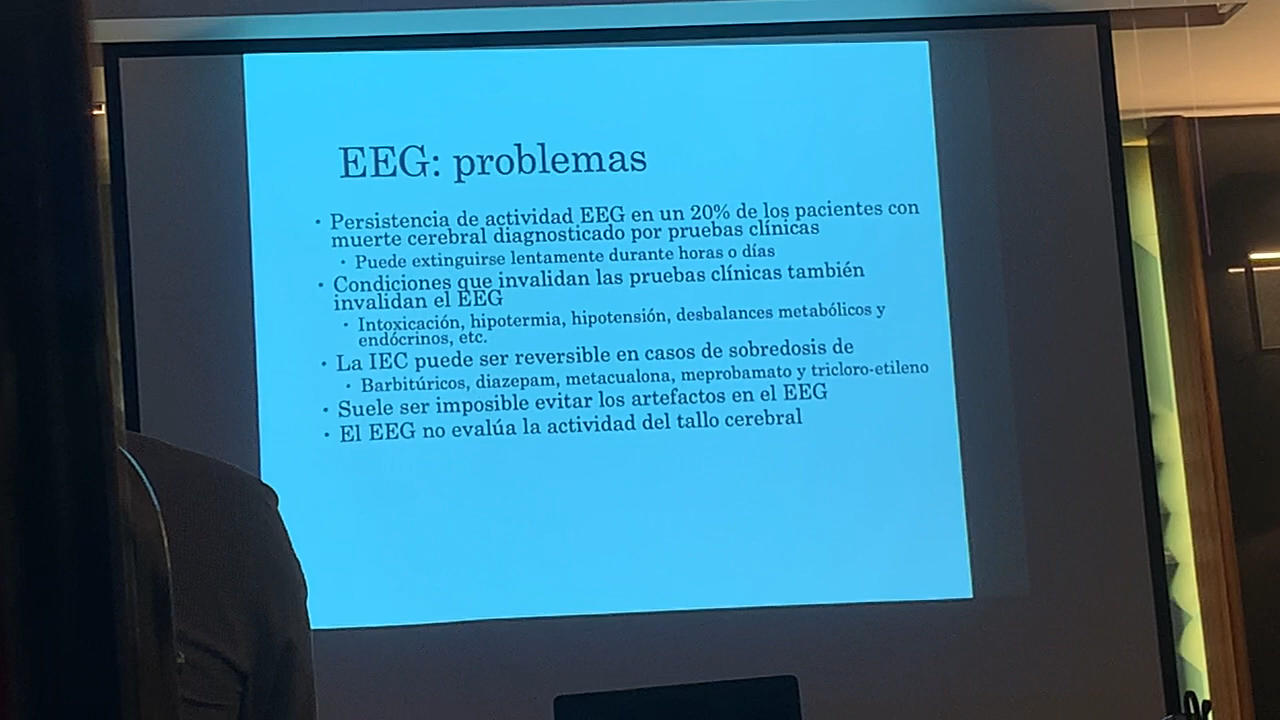 EEG: problemas
• Persistencia de actividad EEG en un 20% de los pacientes con
muerte cerebral diagnosticado por pruebas clínicas
• Puede extinguirse lentamente durante horas o días
• Condiciones que invalidan las pruebas clínicas también
invalidan el EEG
• Intoxicación, hipotermia, hipotensión, desbalances metabólicos y
endócrinos, etc.
• La IEC puede ser reversible en casos de sobredosis de
• Barbitúricos, diazepam, metacualona, meprobamato y tricloro-etileno
• Suele ser imposible evitar los artefactos en el EEG
• El EEG no evalúa la actividad del tallo cerebral